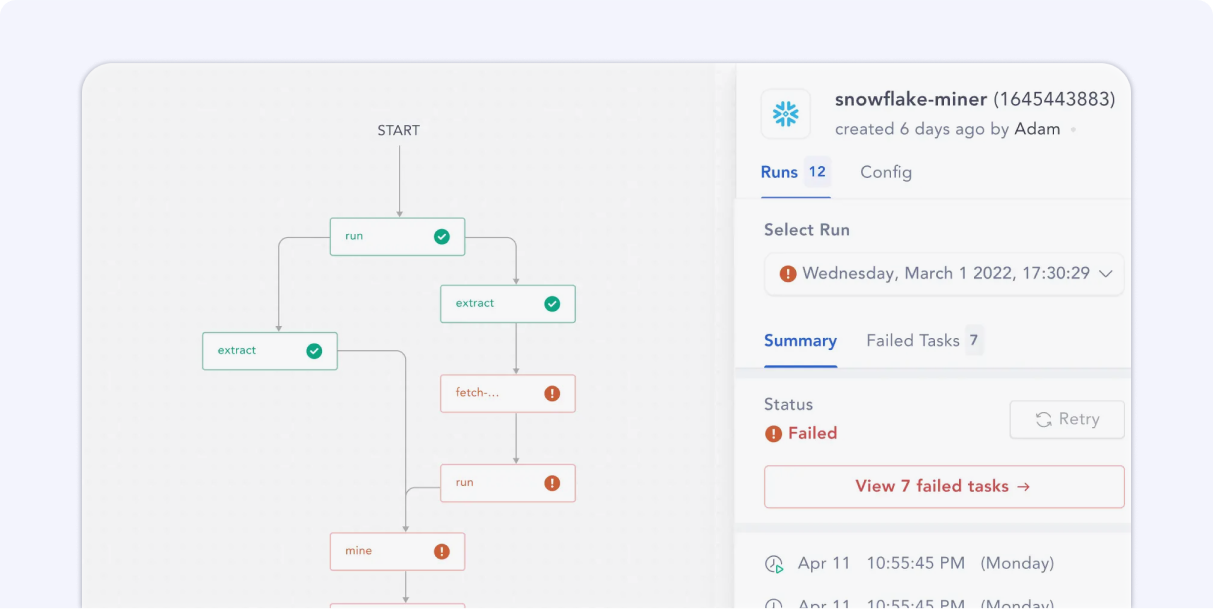 START
run
extract
extract
fetch-...
run
mine
snowflake-miner (1645443883)
created 6 days ago by Adam
Runs 12 Config
Select Run
Wednesday, March 1 2022, 17:30:29
Summary Failed Tasks 7
Status
Failed
Retry
View 7 failed tasks →
Apr 11 10:55:45 PM (Monday)
Apr 11 10:55:45 PM (Monday)